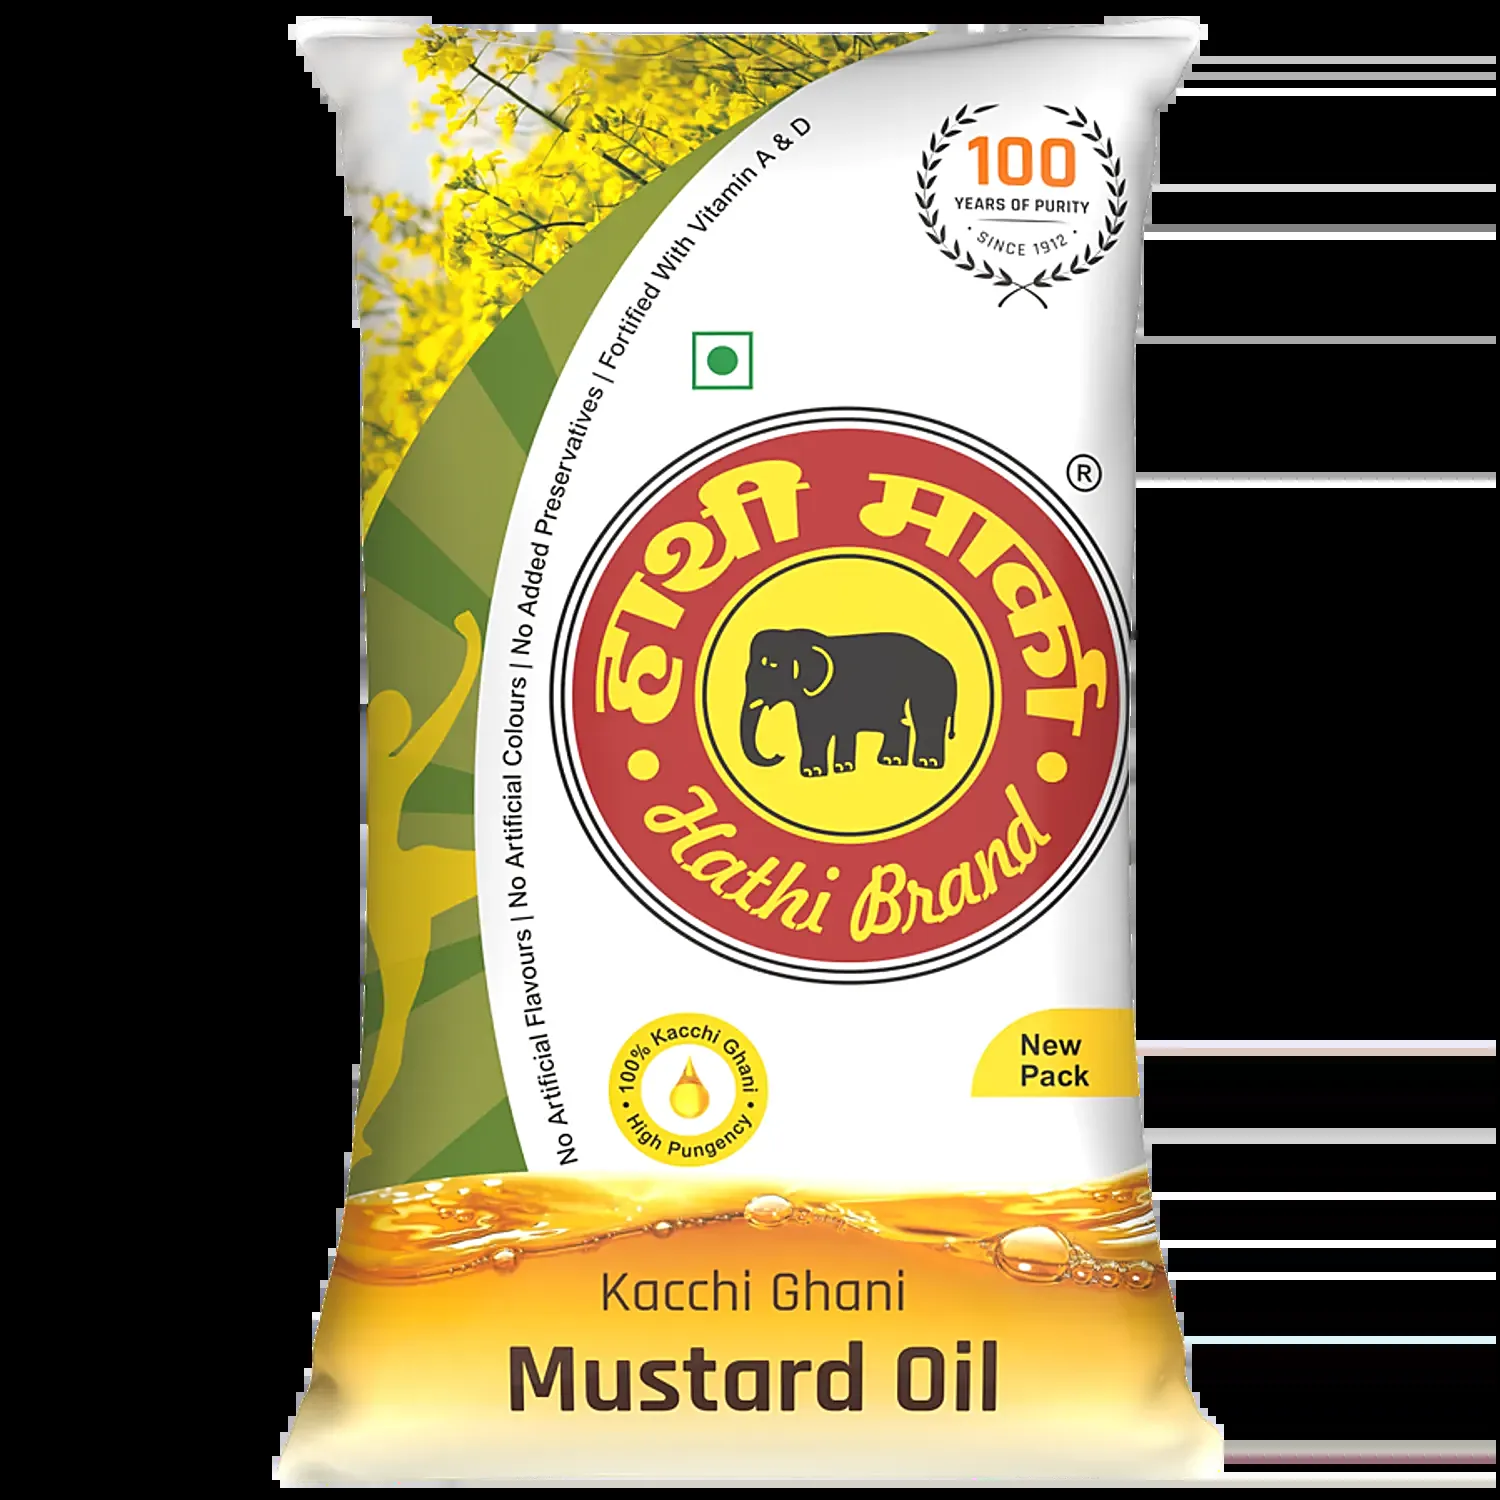 100
YEARS OF PURITY
• SINCE 1912 •
No Artificial Flavours | No Artificial Colours | No Added Preservatives | Fortified With Vitamin A & D
®
हाथी मार्का
• Hathi Brand •
• 100% Kacchi Ghani •
High Pungency
New
Pack
Kacchi Ghani
Mustard Oil